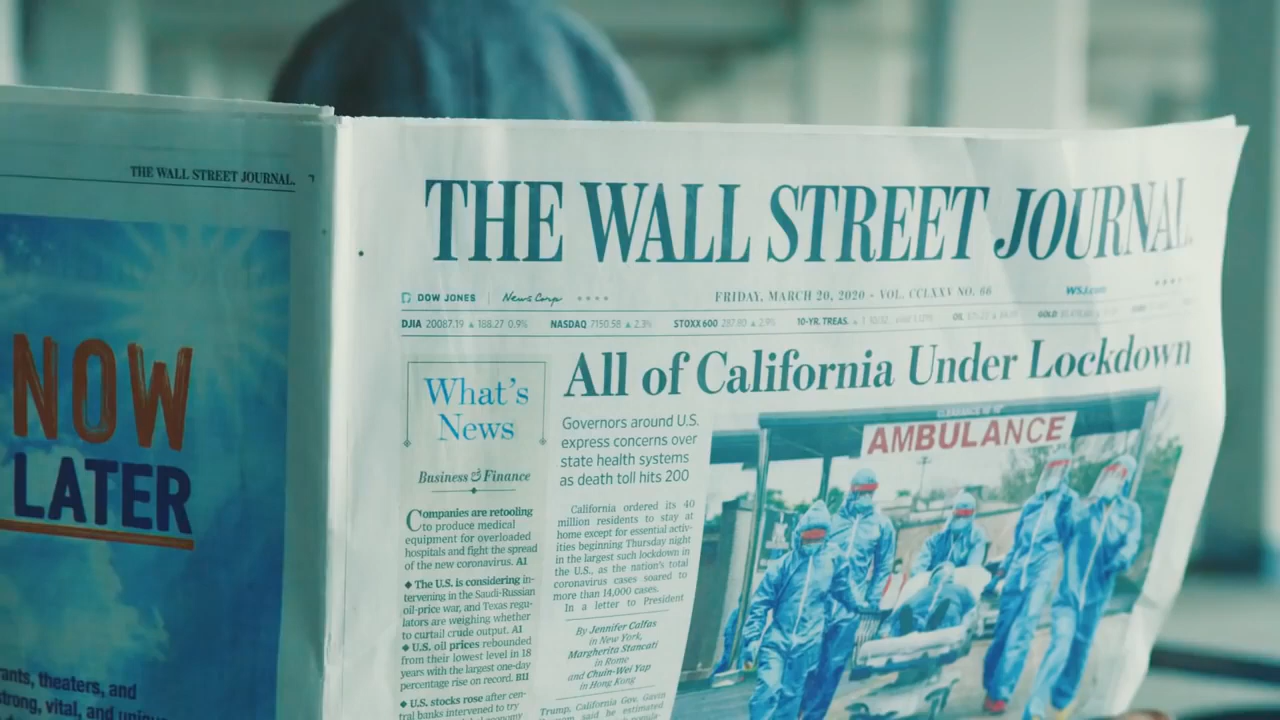 THE WALL STREET JOURNAL.
NOW
LATER
rants, theaters, and
strong, vital, and uniqu
THE WALL STREET JOURNAL.
DOW JONES | News Corp ****
FRIDAY, MARCH 20, 2020 - VOL. CCLXXV NO. 66
WSJ.com
DJIA 20087.19 ▲ 188.27 0.9% NASDAQ 7150.58 ▲ 2.3% STOXX 600 287.80 ▲ 2.9% 10-YR. TREAS. ▲ OIL GOLD
All of California Under Lockdown
What's
News
Business & Finance
Companies are retooling
to produce medical
equipment for overloaded
hospitals and fight the spread
of the new coronavirus. A1
◆ The U.S. is considering in-
tervening in the Saudi-Russian
oil-price war, and Texas regu-
lators are weighing whether
to curtail crude output. A1
◆ U.S. oil prices rebounded
from their lowest level in 18
years with the largest one-day
percentage rise on record. B11
◆ U.S. stocks rose after cen-
tral banks intervened to try
economy
Governors around U.S.
express concerns over
state health systems
as death toll hits 200
California ordered its 40
million residents to stay at
home except for essential activ-
ities beginning Thursday night
in the largest such lockdown in
the U.S., as the nation's total
coronavirus cases soared to
more than 14,000 cases.
In a letter to President
By Jennifer Calfas
in New York,
Margherita Stancati
in Rome
and Chuin-Wei Yap
in Hong Kong
Trump, California Gov. Gavin
said he estimated
AMBULANCE